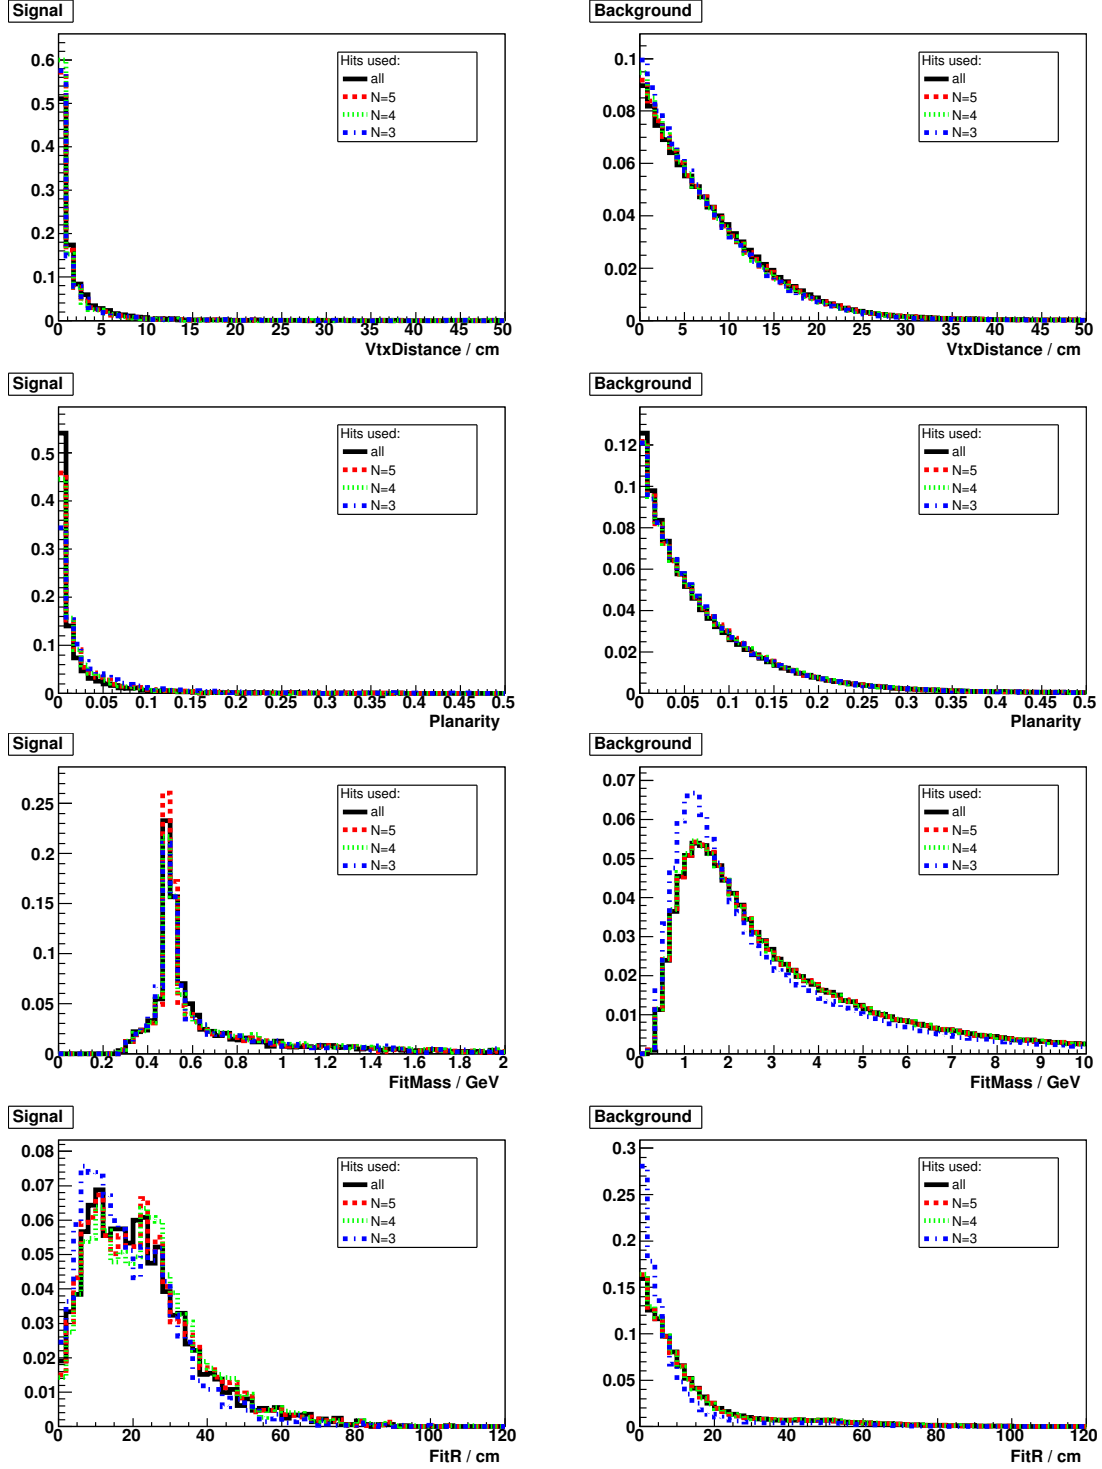 Signal
0.6
0.5
0.4
0.3
0.2
0.1
0
Hits used:
all
N=5
N=4
N=3
0 5 10 15 20 25 30 35 40 45 50
VtxDistance / cm
Background
0.1
0.08
0.06
0.04
0.02
0
Hits used:
all
N=5
N=4
N=3
0 5 10 15 20 25 30 35 40 45 50
VtxDistance / cm
Signal
0.5
0.4
0.3
0.2
0.1
0
Hits used:
all
N=5
N=4
N=3
0 0.05 0.1 0.15 0.2 0.25 0.3 0.35 0.4 0.45 0.5
Planarity
Background
0.12
0.1
0.08
0.06
0.04
0.02
0
Hits used:
all
N=5
N=4
N=3
0 0.05 0.1 0.15 0.2 0.25 0.3 0.35 0.4 0.45 0.5
Planarity
Signal
0.25
0.2
0.15
0.1
0.05
0
Hits used:
all
N=5
N=4
N=3
0 0.2 0.4 0.6 0.8 1 1.2 1.4 1.6 1.8 2
FitMass / GeV
Background
0.07
0.06
0.05
0.04
0.03
0.02
0.01
0
Hits used:
all
N=5
N=4
N=3
0 1 2 3 4 5 6 7 8 9 10
FitMass / GeV
Signal
0.08
0.07
0.06
0.05
0.04
0.03
0.02
0.01
0
Hits used:
all
N=5
N=4
N=3
0 20 40 60 80 100 120
FitR / cm
Background
0.3
0.25
0.2
0.15
0.1
0.05
0
Hits used:
all
N=5
N=4
N=3
0 20 40 60 80 100 120
FitR / cm